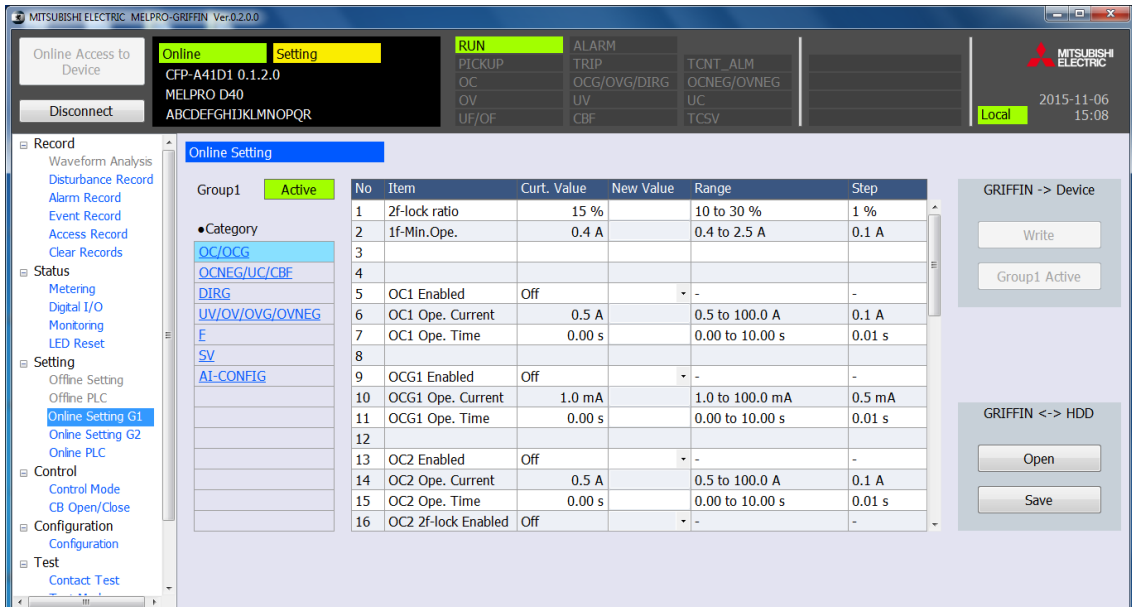 MITSUBISHI ELECTRIC MELPRO-GRIFFIN Ver.0.2.0.0
Online Access to
Device
Disconnect
Online Setting
CFP-A41D1 0.1.2.0
MELPRO D40
ABCDEFGHIJKLMNOPQR
RUN ALARM
PICKUP TRIP TCNT_ALM
OC OCG/OVG/DIRG OCNEG/OVNEG
OV UV UC
UF/OF CBF TCSV
MITSUBISHI
ELECTRIC
2015-11-06
Local 15:08
Record
Waveform Analysis
Disturbance Record
Alarm Record
Event Record
Access Record
Clear Records
Status
Metering
Digital I/O
Monitoring
LED Reset
Setting
Offline Setting
Offline PLC
Online Setting G1
Online Setting G2
Online PLC
Control
Control Mode
CB Open/Close
Configuration
Configuration
Test
Contact Test
Online Setting
Group1 Active
●Category
OC/OCG
OCNEG/UC/CBF
DIRG
UV/OV/OVG/OVNEG
F
SV
AI-CONFIG
No Item Curt. Value New Value Range Step
1 2f-lock ratio 15 % 10 to 30 % 1 %
2 1f-Min.Ope. 0.4 A 0.4 to 2.5 A 0.1 A
3
4
5 OC1 Enabled Off - -
6 OC1 Ope. Current 0.5 A 0.5 to 100.0 A 0.1 A
7 OC1 Ope. Time 0.00 s 0.00 to 10.00 s 0.01 s
8
9 OCG1 Enabled Off - -
10 OCG1 Ope. Current 1.0 mA 1.0 to 100.0 mA 0.5 mA
11 OCG1 Ope. Time 0.00 s 0.00 to 10.00 s 0.01 s
12
13 OC2 Enabled Off - -
14 OC2 Ope. Current 0.5 A 0.5 to 100.0 A 0.1 A
15 OC2 Ope. Time 0.00 s 0.00 to 10.00 s 0.01 s
16 OC2 2f-lock Enabled Off - -
GRIFFIN -> Device
Write
Group1 Active
GRIFFIN <-> HDD
Open
Save